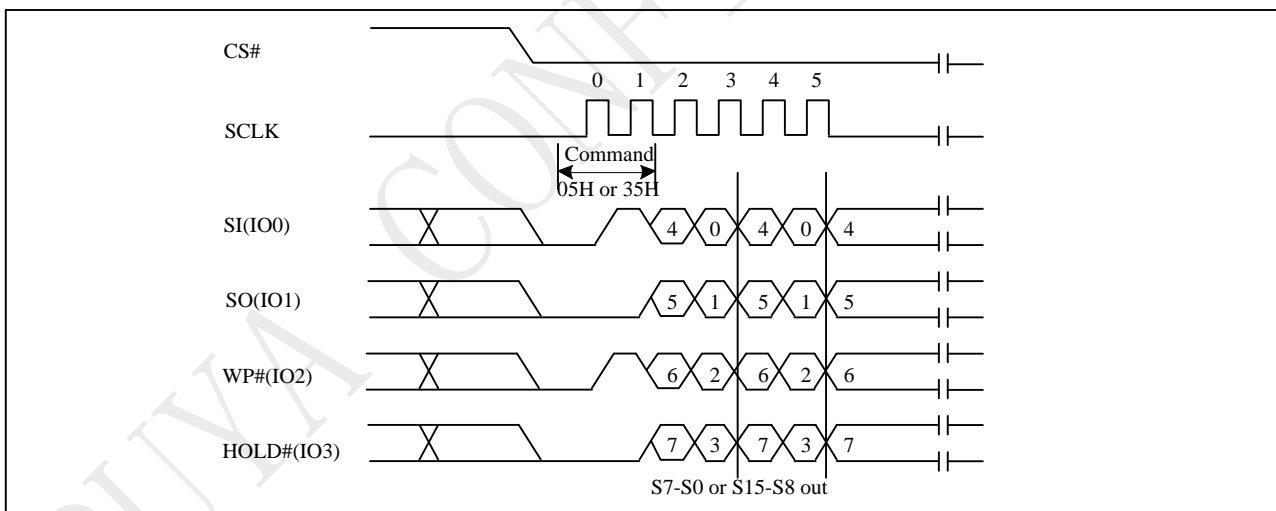 CS#
0 1 2 3 4 5
SCLK
Command
05H or 35H
SI(IO0) 4 0 4 0 4
SO(IO1) 5 1 5 1 5
WP#(IO2) 6 2 6 2 6
HOLD#(IO3) 7 3 7 3 7
S7-S0 or S15-S8 out
PUYA CONF